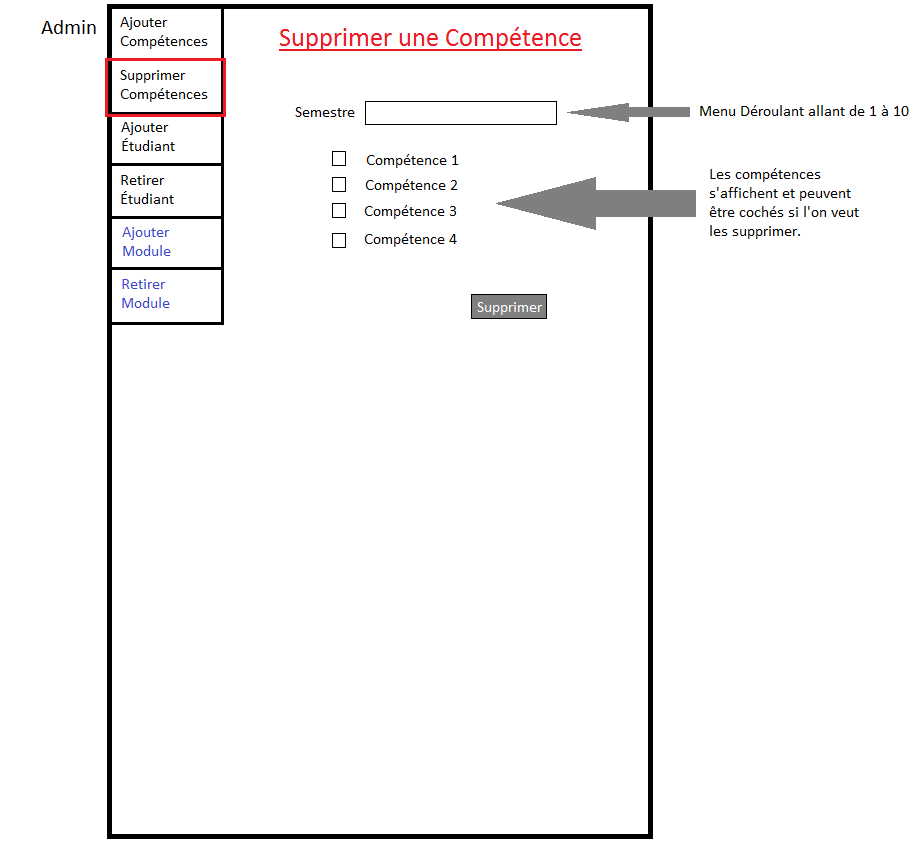 Admin
Ajouter
Compétences
Supprimer
Compétences
Ajouter
Étudiant
Retirer
Étudiant
Ajouter
Module
Retirer
Module
Supprimer une Compétence
Semestre
Menu Déroulant allant de 1 à 10
Compétence 1
Compétence 2
Compétence 3
Compétence 4
Les compétences
s'affichent et peuvent
être cochés si l'on veut
les supprimer.
Supprimer